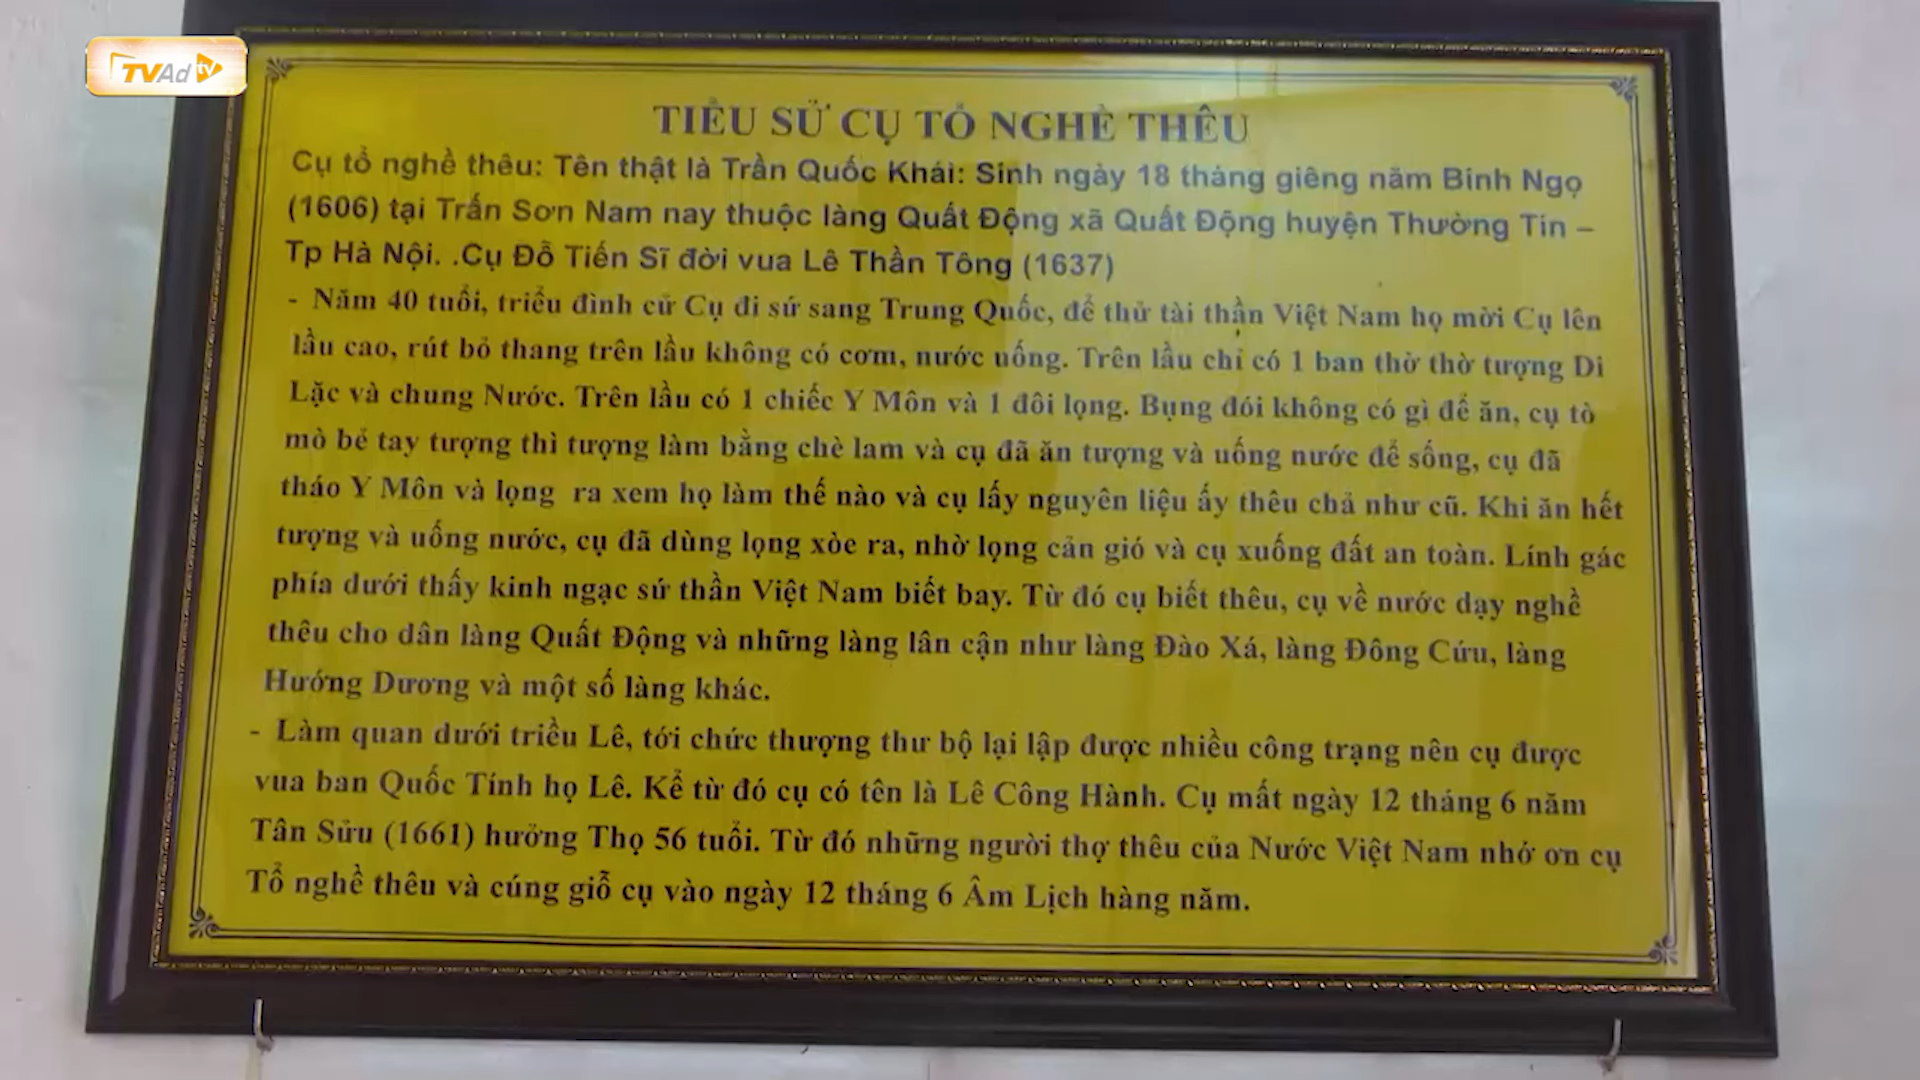 TVAd tv
TIỂU SỬ CỤ TỔ NGHỀ THÊU
Cụ tổ nghề thêu: Tên thật là Trần Quốc Khái: Sinh ngày 18 tháng giêng năm Bính Ngọ
(1606) tại Trấn Sơn Nam nay thuộc làng Quất Động xã Quất Động huyện Thường Tín –
Tp Hà Nội. .Cụ Đỗ Tiến Sĩ đời vua Lê Thần Tông (1637)
- Năm 40 tuổi, triều đình cử Cụ đi sứ sang Trung Quốc, để thử tài thần Việt Nam họ mời Cụ lên
lầu cao, rút bỏ thang trên lầu không có cơm, nước uống. Trên lầu chỉ có 1 ban thờ thờ tượng Di
Lặc và chung Nước. Trên lầu có 1 chiếc Y Môn và 1 đôi lọng. Bụng đói không có gì để ăn, cụ tò
mò bẻ tay tượng thì tượng làm bằng chè lam và cụ đã ăn tượng và uống nước để sống, cụ đã
tháo Y Môn và lọng ra xem họ làm thế nào và cụ lấy nguyên liệu ấy thêu chả như cũ. Khi ăn hết
tượng và uống nước, cụ đã dùng lọng xòe ra, nhờ lọng cản gió và cụ xuống đất an toàn. Lính gác
phía dưới thấy kinh ngạc sứ thần Việt Nam biết bay. Từ đó cụ biết thêu, cụ về nước dạy nghề
thêu cho dân làng Quất Động và những làng lân cận như làng Đào Xá, làng Đông Cứu, làng
Hướng Dương và một số làng khác.
- Làm quan dưới triều Lê, tới chức thượng thư bộ lại lập được nhiều công trạng nên cụ được
vua ban Quốc Tính họ Lê. Kể từ đó cụ có tên là Lê Công Hành. Cụ mất ngày 12 tháng 6 năm
Tân Sửu (1661) hưởng Thọ 56 tuổi. Từ đó những người thợ thêu của Nước Việt Nam nhớ ơn cụ
Tổ nghề thêu và cúng giỗ cụ vào ngày 12 tháng 6 Âm Lịch hàng năm.